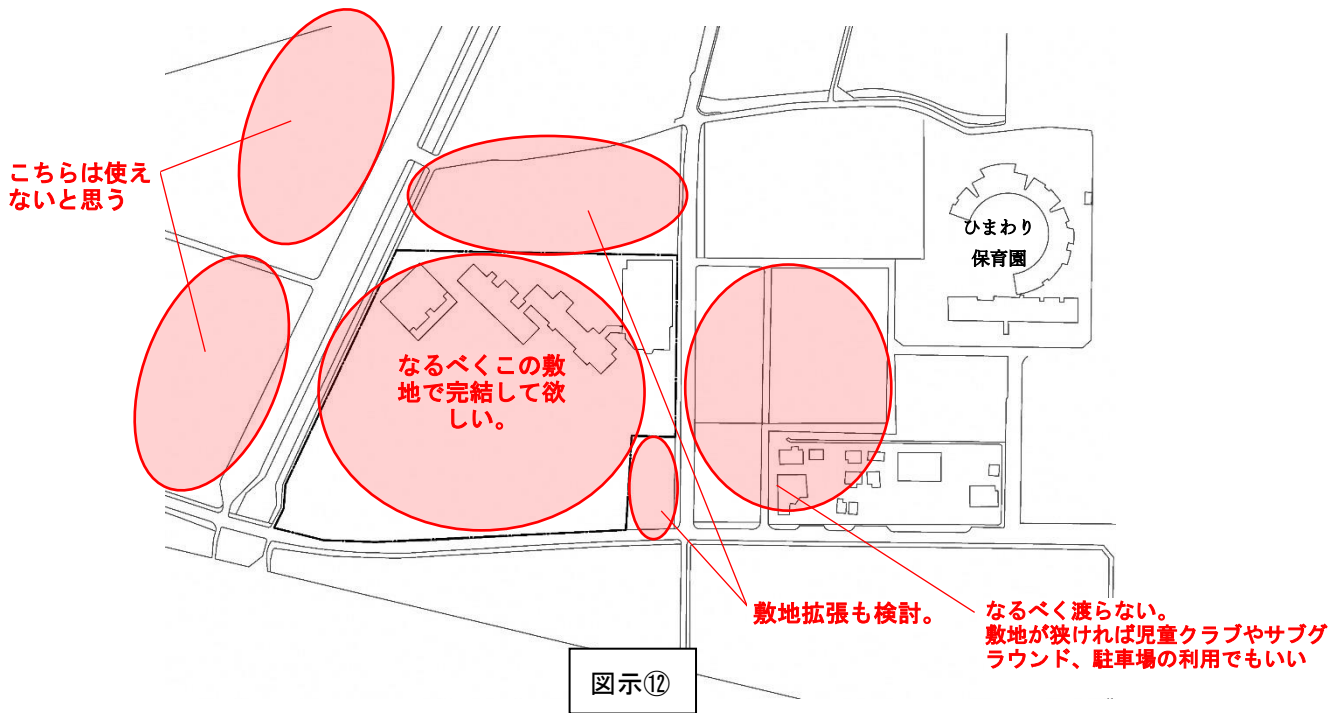 こちらは使え
ないと思う
ひまわり
保育園
なるべくこの敷
地で完結して欲
しい。
敷地拡張も検討。
なるべく渡らない。
敷地が狭ければ児童クラブやサブグ
ラウンド、駐車場の利用でもいい
図示⑫